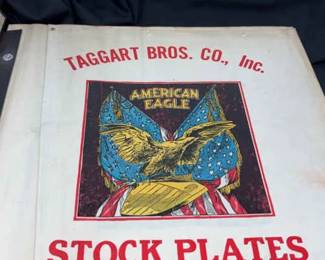 TAGGART BROS. CO., Inc.
AMERICAN
EAGLE
STOCK PLATES